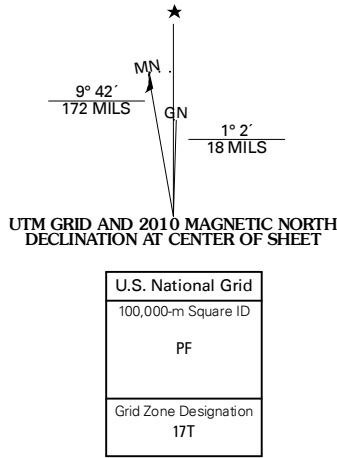 MN
9° 42´
172 MILS
GN
1° 2´
18 MILS
UTM GRID AND 2010 MAGNETIC NORTH
DECLINATION AT CENTER OF SHEET
U.S. National Grid
100,000-m Square ID
PF
Grid Zone Designation
17T